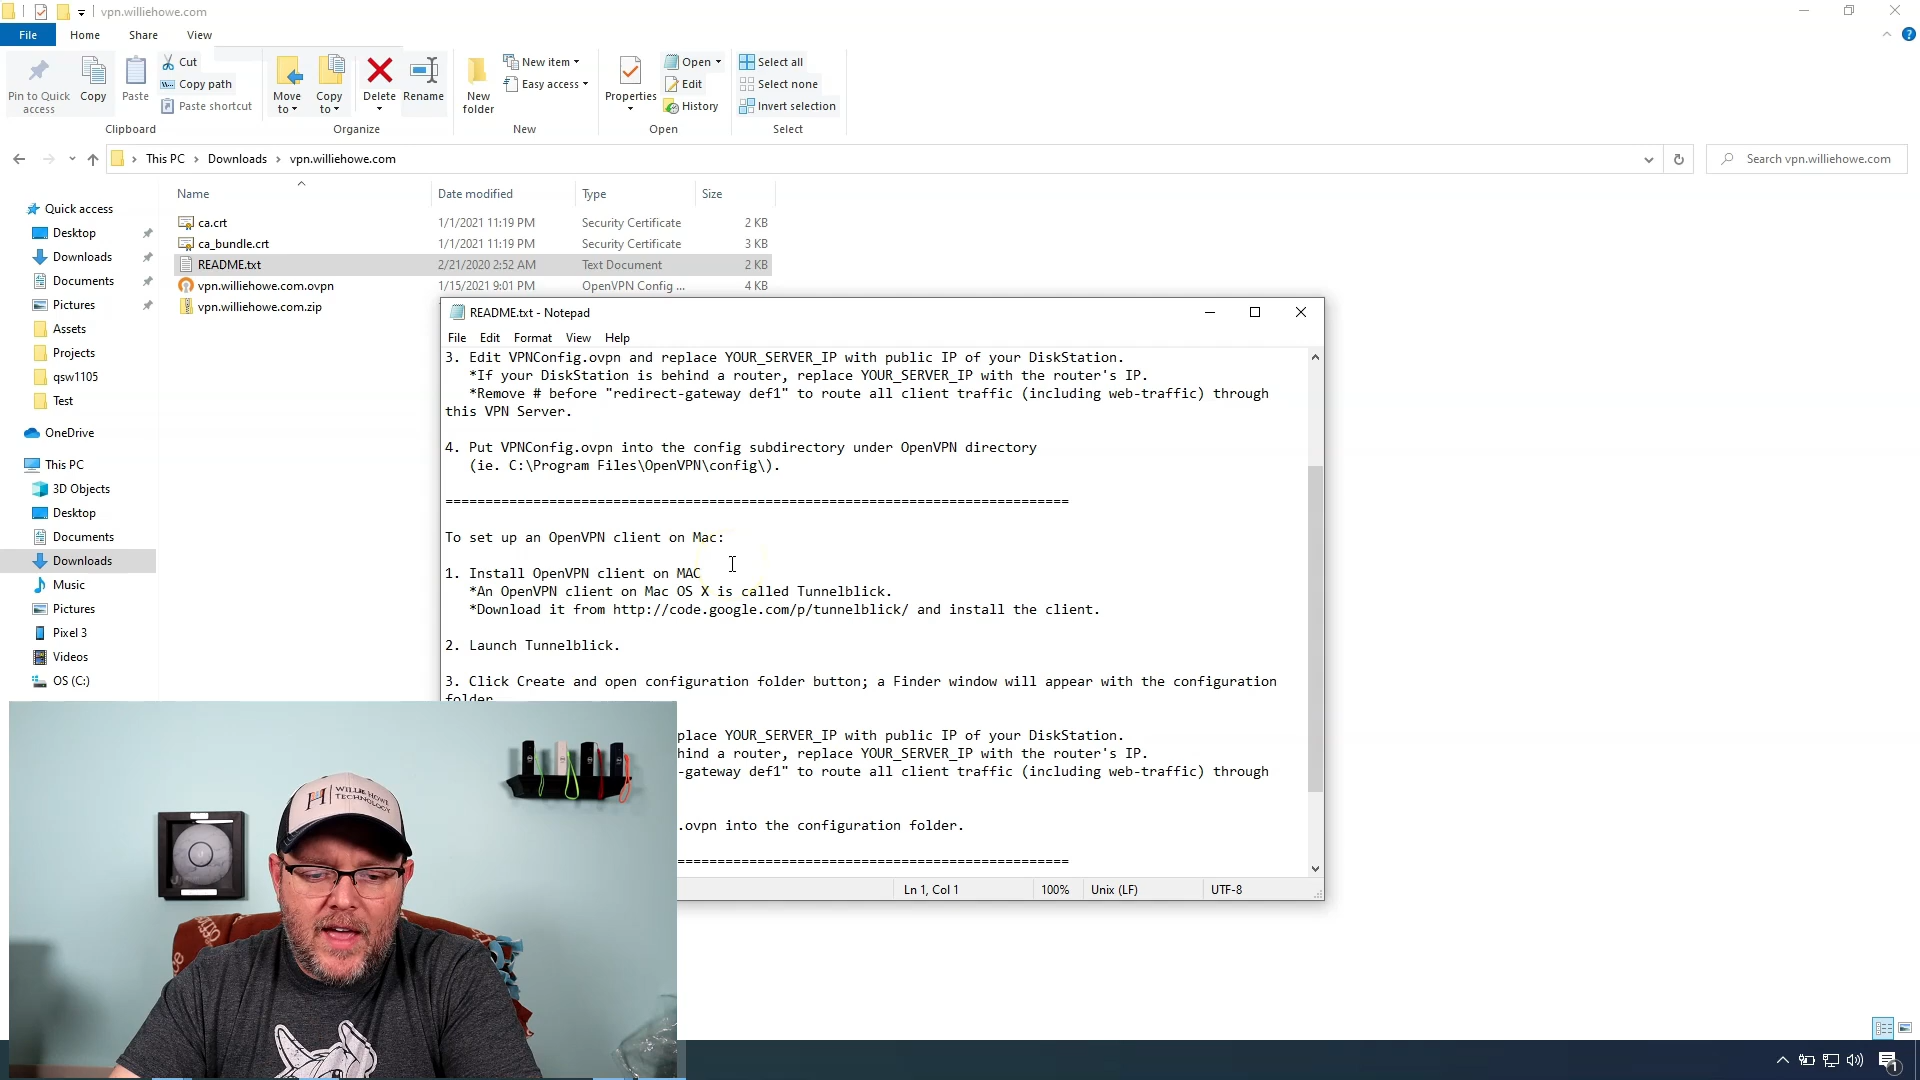 vpn.williehowe.com
File Home Share View
Pin to Quick access
Copy
Paste
Cut
Copy path
Paste shortcut
Clipboard
Move to
Copy to
Delete
Rename
Organize
New folder
New item
Easy access
New
Properties
Open
Edit
History
Open
Select all
Select none
Invert selection
Select
This PC > Downloads > vpn.williehowe.com
Search vpn.williehowe.com
Name Date modified Type Size
ca.crt 1/1/2021 11:19 PM Security Certificate 2 KB
ca_bundle.crt 1/1/2021 11:19 PM Security Certificate 3 KB
README.txt 2/21/2020 2:52 AM Text Document 2 KB
vpn.williehowe.com.ovpn 1/15/2021 9:01 PM OpenVPN Config ... 4 KB
vpn.williehowe.com.zip
Quick access
Desktop
Downloads
Documents
Pictures
Assets
Projects
qsw1105
Test
OneDrive
This PC
3D Objects
Desktop
Documents
Downloads
Music
Pictures
Pixel 3
Videos
OS (C:)
README.txt - Notepad
File Edit Format View Help
3. Edit VPNConfig.ovpn and replace YOUR_SERVER_IP with public IP of your DiskStation.
*If your DiskStation is behind a router, replace YOUR_SERVER_IP with the router's IP.
*Remove # before "redirect-gateway def1" to route all client traffic (including web-traffic) through
this VPN Server.
4. Put VPNConfig.ovpn into the config subdirectory under OpenVPN directory
(ie. C:\Program Files\OpenVPN\config\).
==============================================================================
To set up an OpenVPN client on Mac:
1. Install OpenVPN client on MAC
*An OpenVPN client on Mac OS X is called Tunnelblick.
*Download it from http://code.google.com/p/tunnelblick/ and install the client.
2. Launch Tunnelblick.
3. Click Create and open configuration folder button; a Finder window will appear with the configuration
folder
place YOUR_SERVER_IP with public IP of your DiskStation.
hind a router, replace YOUR_SERVER_IP with the router's IP.
-gateway def1" to route all client traffic (including web-traffic) through
.ovpn into the configuration folder.
=================================================
Ln 1, Col 1 100% Unix (LF) UTF-8
WILLIE HOWE
TECHNOLOGY
1